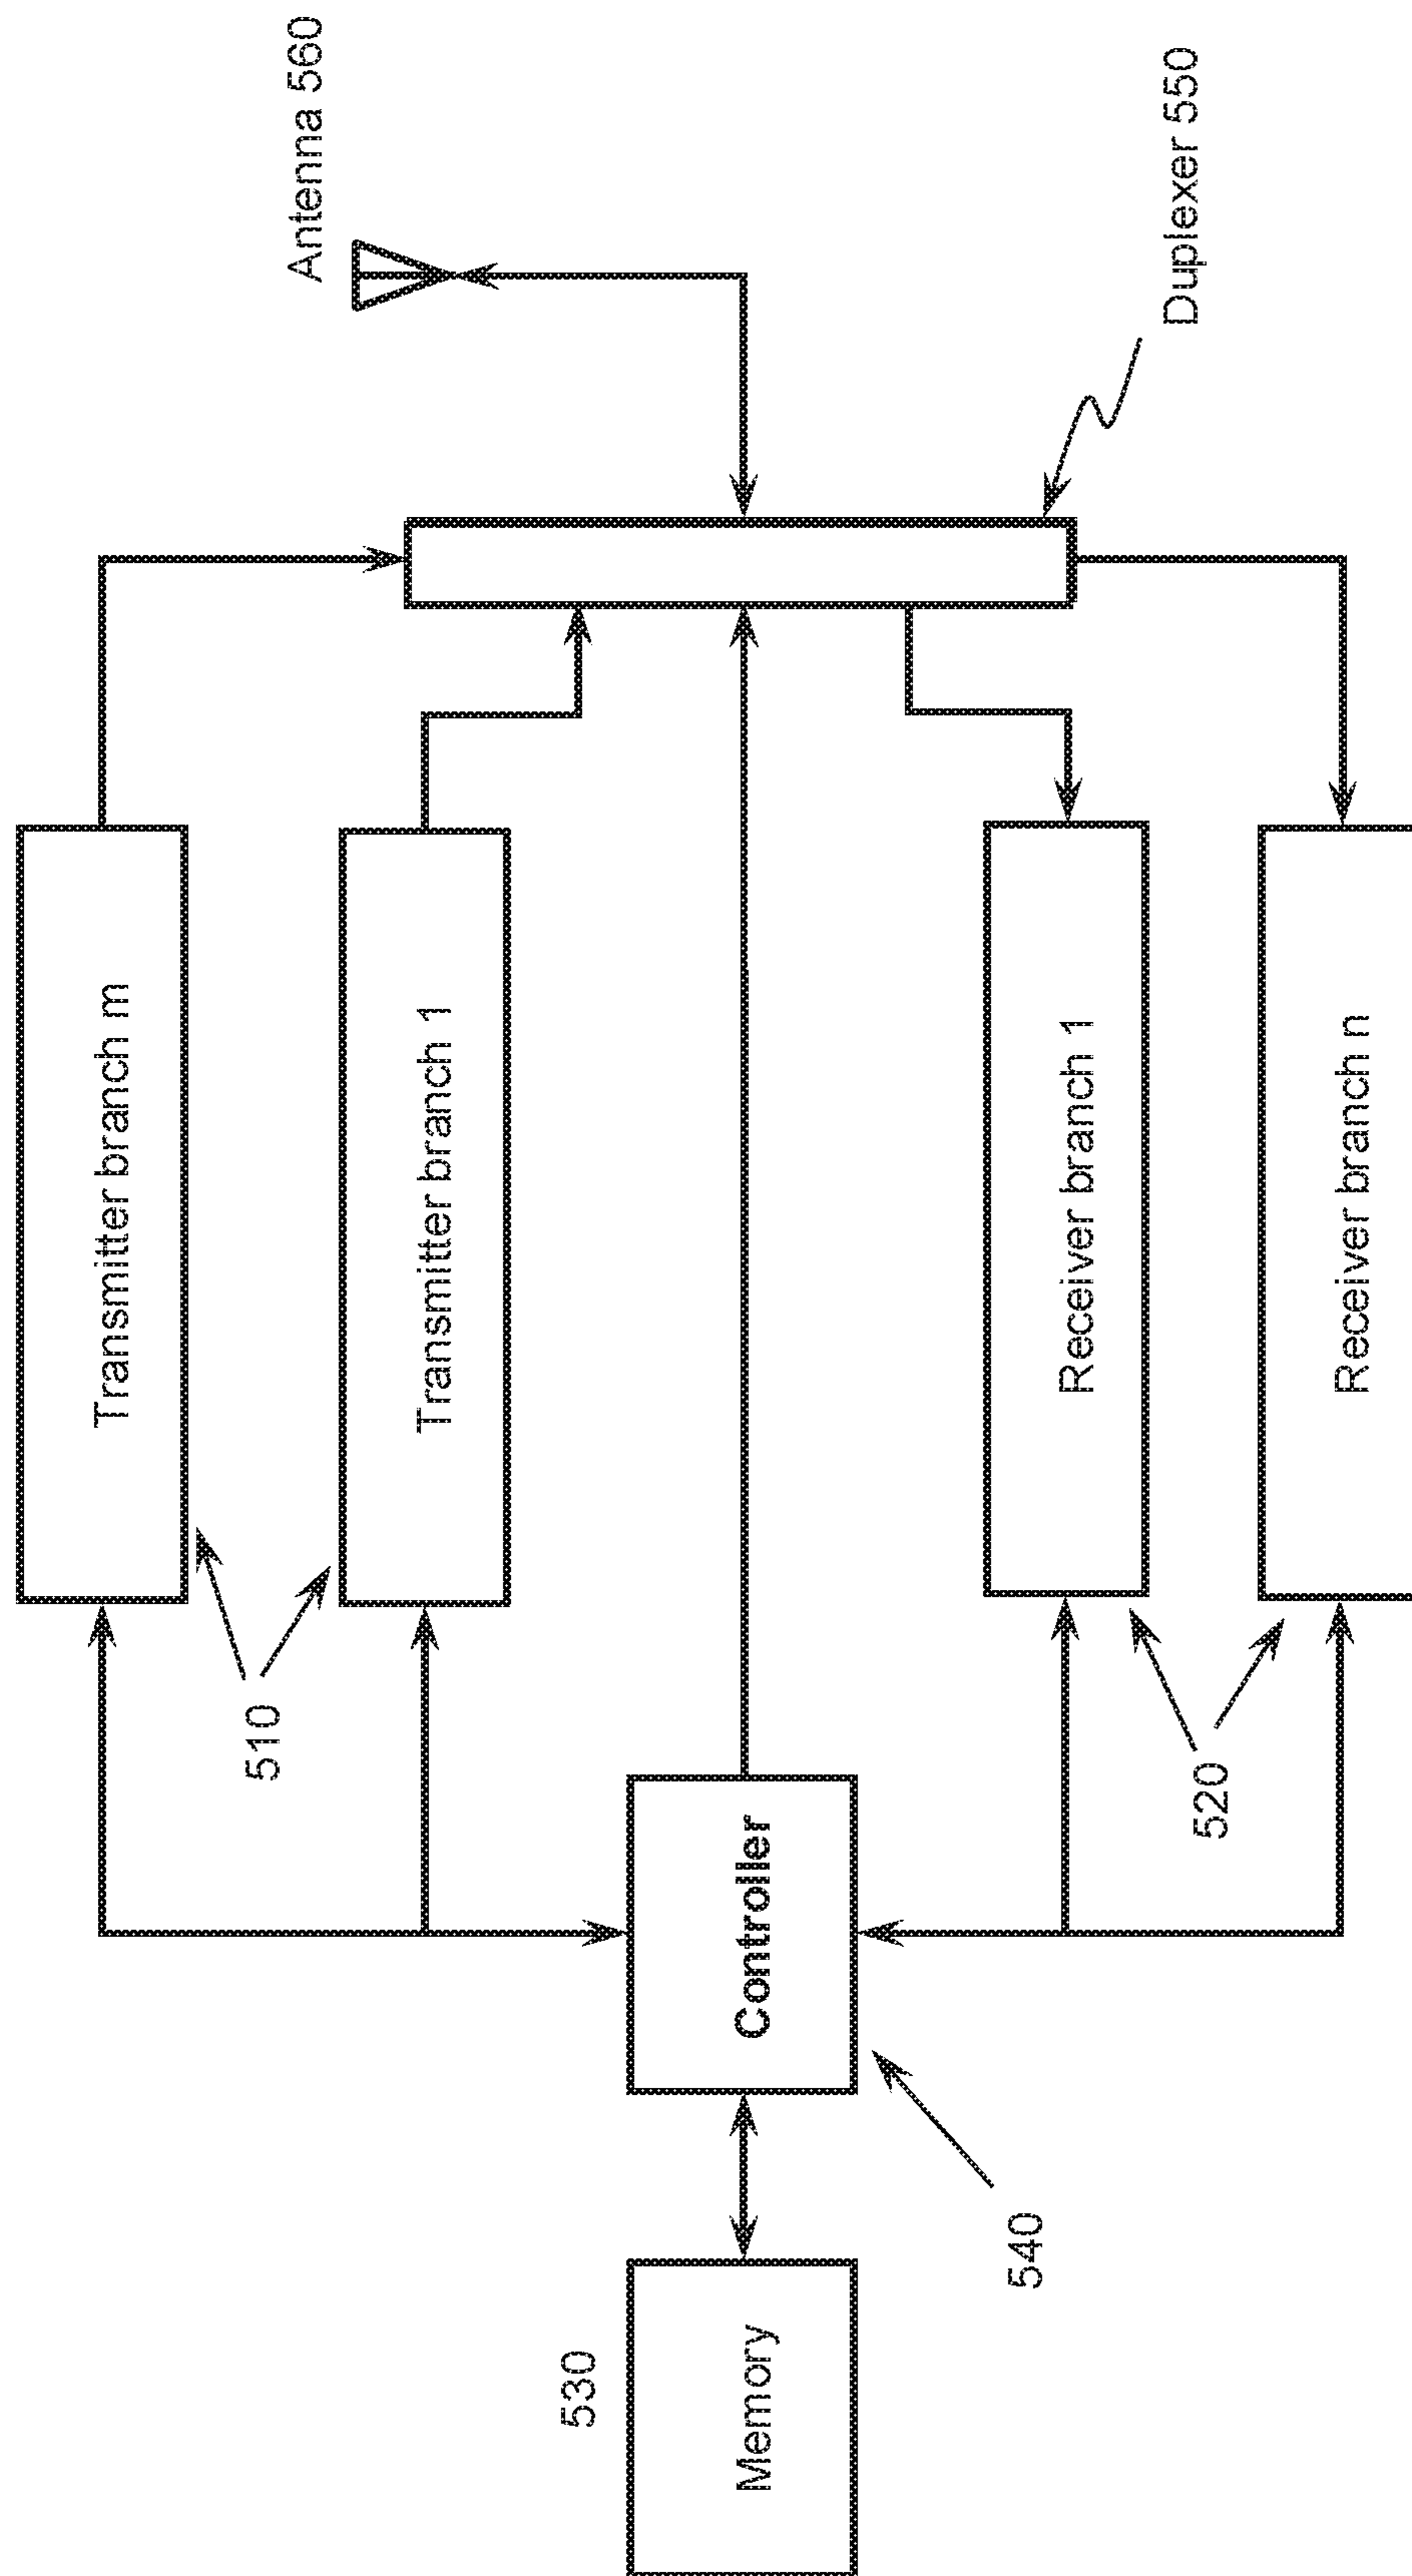 Antenna 560
Transmitter branch m
510
Transmitter branch 1
530
Memory
Controller
540
Receiver branch 1
Duplexer 550
520
Receiver branch n